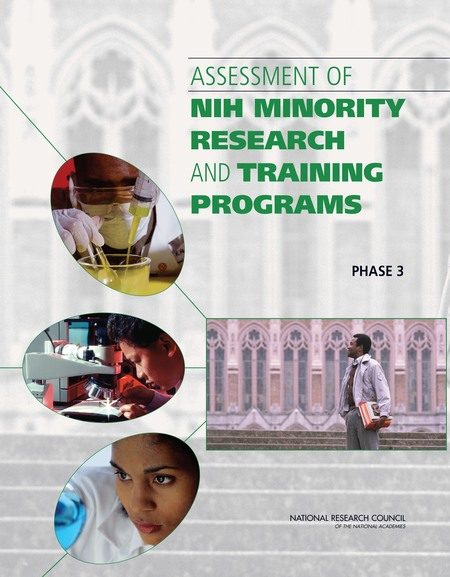 ASSESSMENT OF
NIH MINORITY
RESEARCH
AND TRAINING
PROGRAMS
PHASE 3
NATIONAL RESEARCH COUNCIL
OF THE NATIONAL ACADEMIES